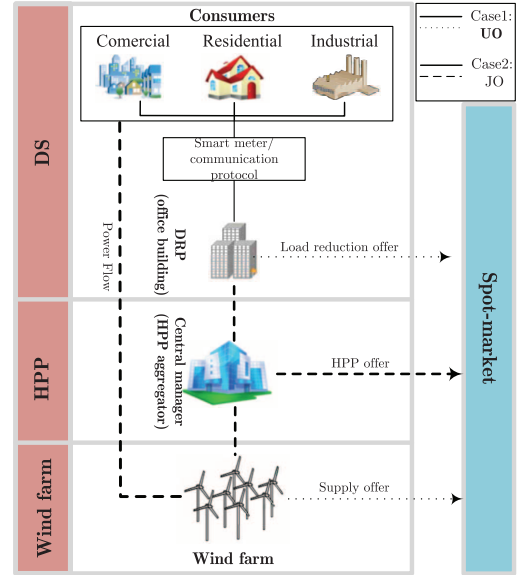 Consumers
Comercial
Residential
Industrial
Case1:
UO
Case2:
JO
Smart meter/
communication
protocol
DS
DRP
(office building)
Load reduction offer
Power Flow
Spot-market
HPP
Central manager
(HPP aggregator)
HPP offer
Wind farm
Supply offer
Wind farm